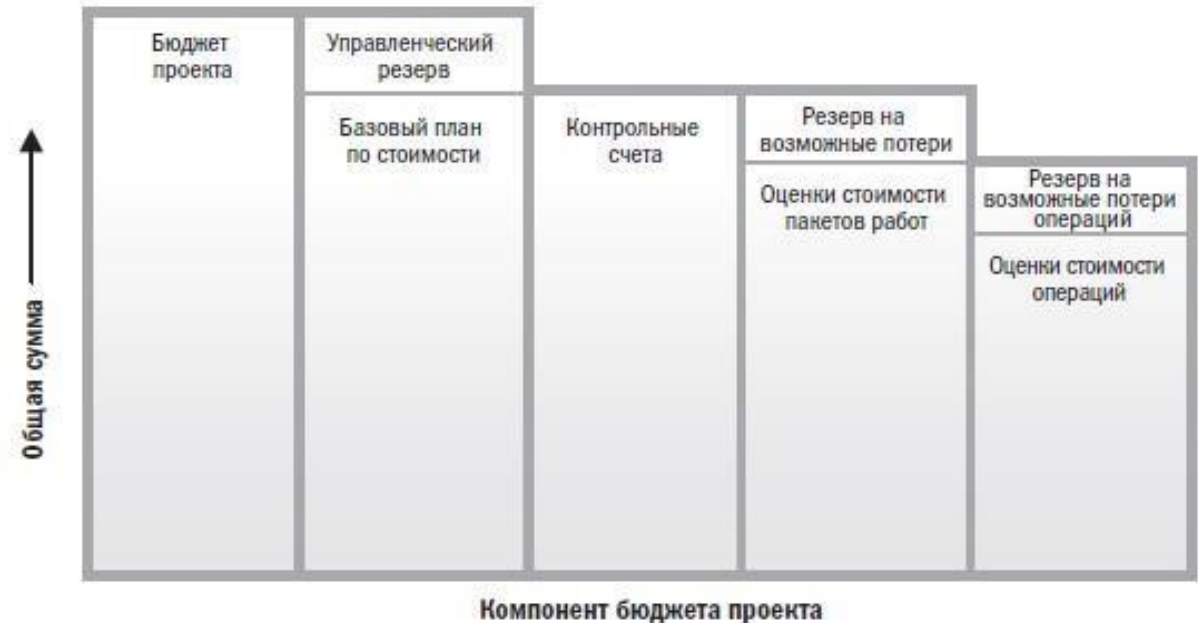 Бюджет
проекта
Управленческий
резерв
Базовый план
по стоимости
Контрольные
счета
Резерв на
возможные потери
Оценки стоимости
пакетов работ
Резерв на
возможные потери
операций
Оценки стоимости
операций
Общая сумма
Компонент бюджета проекта